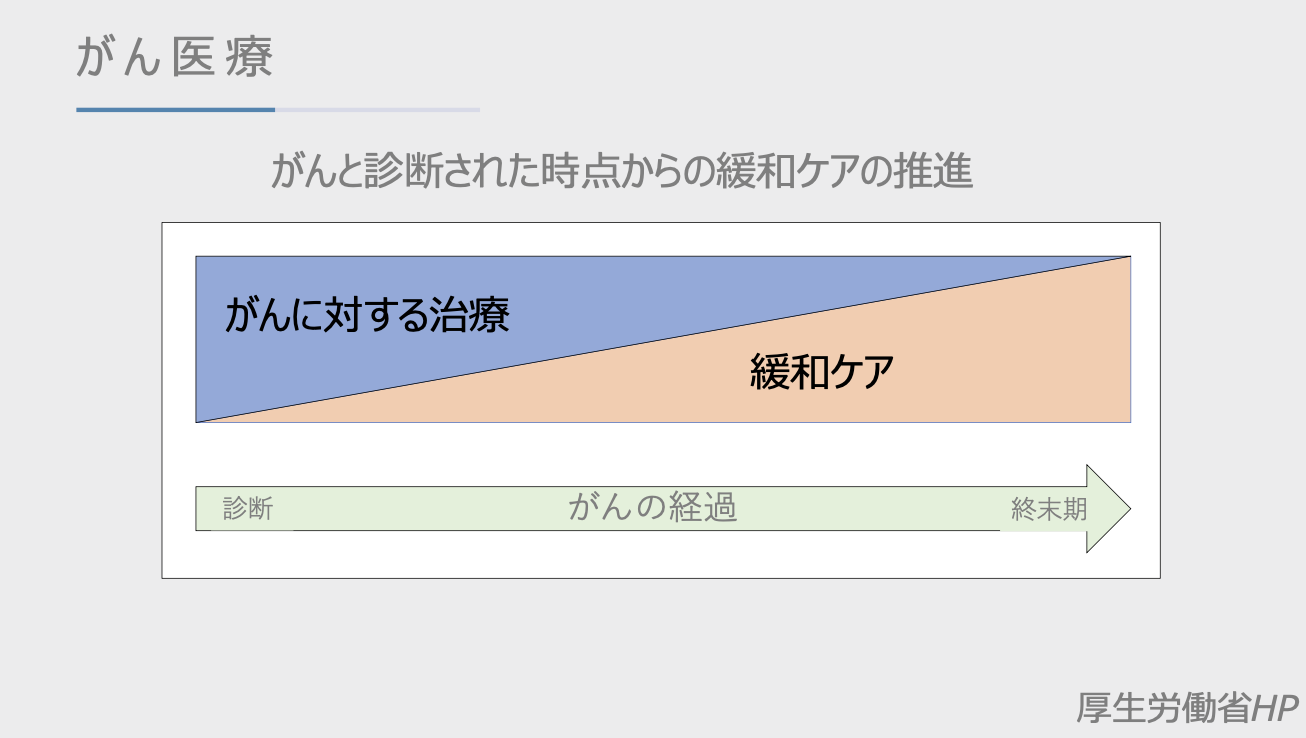 がん医療
がんと診断された時点からの緩和ケアの推進
がんに対する治療
緩和ケア
診断
がんの経過
終末期
厚生労働省HP